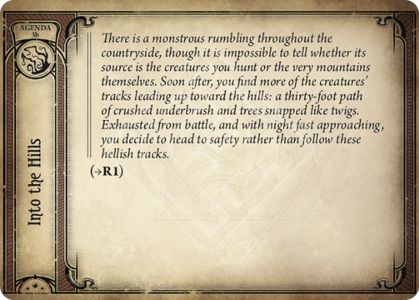 AGENDA
3b
Into the Hills
There is a monstrous rumbling throughout the
countryside, though it is impossible to tell whether its
source is the creatures you hunt or the very mountains
themselves. Soon after, you find more of the creatures'
tracks leading up toward the hills: a thirty-foot path
of crushed underbrush and trees snapped like twigs.
Exhausted from battle, and with night fast approaching,
you decide to head to safety rather than follow these
hellish tracks.
(→R1)